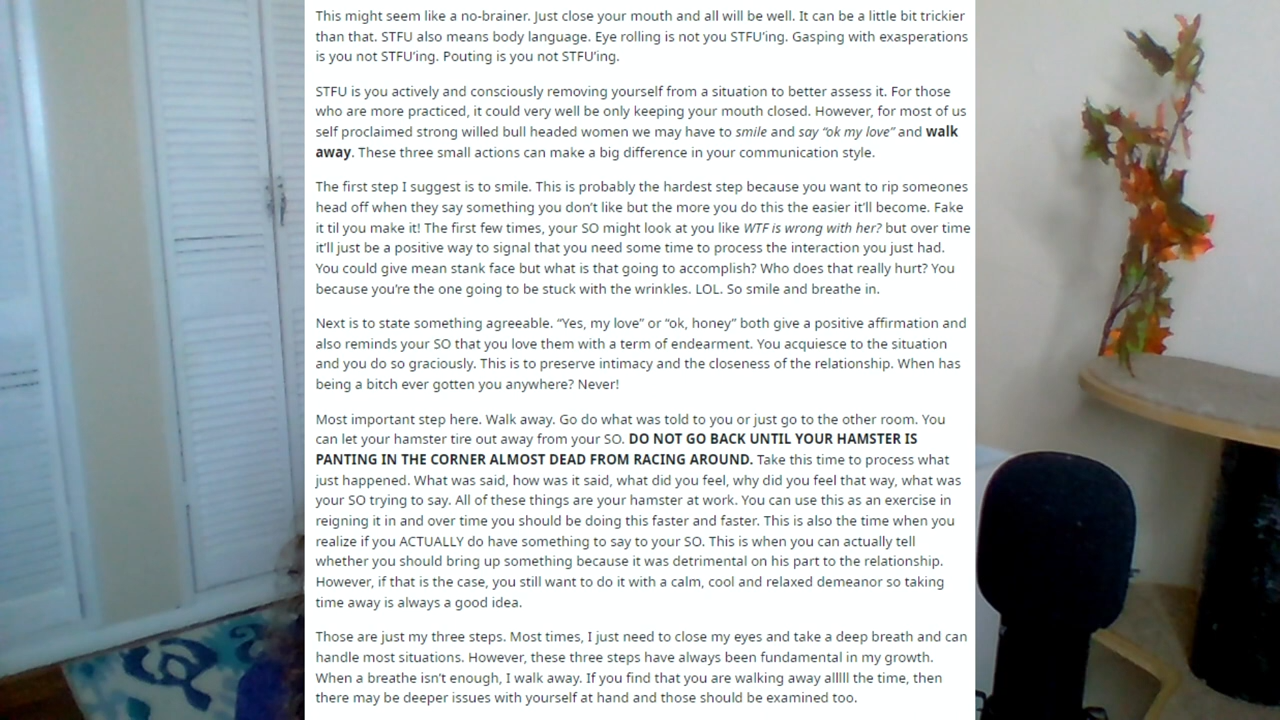 This might seem like a no-brainer. Just close your mouth and all will be well. It can be a little bit trickier
than that. STFU also means body language. Eye rolling is not you STFU'ing. Gasping with exasperations
is you not STFU'ing. Pouting is you not STFU'ing.
STFU is you actively and consciously removing yourself from a situation to better assess it. For those
who are more practiced, it could very well be only keeping your mouth closed. However, for most of us
self proclaimed strong willed bull headed women we may have to smile and say “ok my love” and walk
away. These three small actions can make a big difference in your communication style.
The first step I suggest is to smile. This is probably the hardest step because you want to rip someones
head off when they say something you don’t like but the more you do this the easier it’ll become. Fake
it til you make it! The first few times, your SO might look at you like WTF is wrong with her? but over time
it’ll just be a positive way to signal that you need some time to process the interaction you just had.
You could give mean stank face but what is that going to accomplish? Who does that really hurt? You
because you’re the one going to be stuck with the wrinkles. LOL. So smile and breathe in.
Next is to state something agreeable. “Yes, my love” or “ok, honey” both give a positive affirmation and
also reminds your SO that you love them with a term of endearment. You acquiesce to the situation
and you do so graciously. This is to preserve intimacy and the closeness of the relationship. When has
being a bitch ever gotten you anywhere? Never!
Most important step here. Walk away. Go do what was told to you or just go to the other room. You
can let your hamster tire out away from your SO. DO NOT GO BACK UNTIL YOUR HAMSTER IS
PANTING IN THE CORNER ALMOST DEAD FROM RACING AROUND. Take this time to process what
just happened. What was said, how was it said, what did you feel, why did you feel that way, what was
your SO trying to say. All of these things are your hamster at work. You can use this as an exercise in
reigning it in and over time you should be doing this faster and faster. This is also the time when you
realize if you ACTUALLY do have something to say to your SO. This is when you can actually tell
whether you should bring up something because it was detrimental on his part to the relationship.
However, if that is the case, you still want to do it with a calm, cool and relaxed demeanor so taking
time away is always a good idea.
Those are just my three steps. Most times, I just need to close my eyes and take a deep breath and can
handle most situations. However, these three steps have always been fundamental in my growth.
When a breathe isn’t enough, I walk away. If you find that you are walking away alllll the time, then
there may be deeper issues with yourself at hand and those should be examined too.